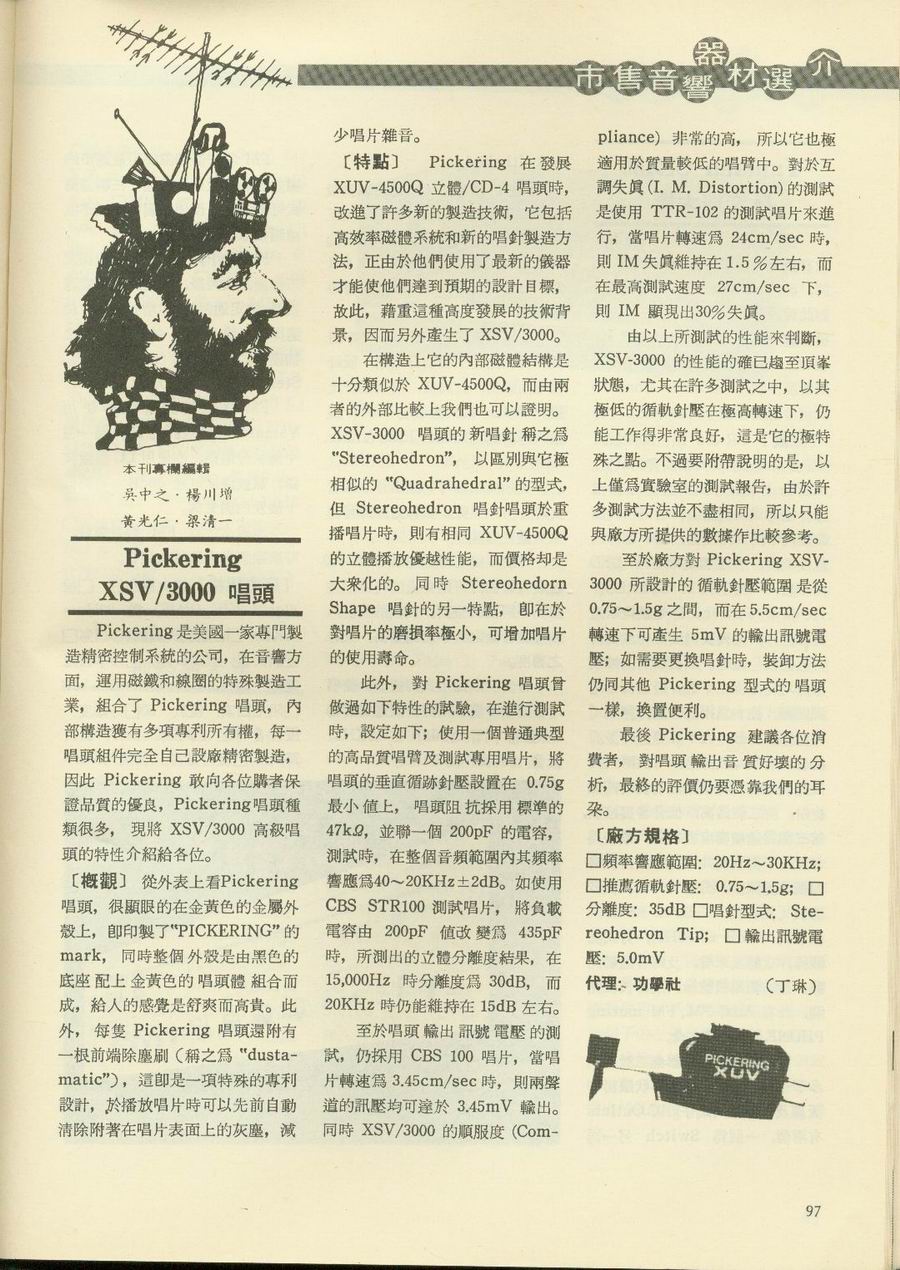 市售音響器材選介
本刊專欄編輯
吳中之·楊川增
黃光仁·梁清一
Pickering
XSV/3000 唱頭
Pickering 是美國一家專門製
造精密控制系統的公司，在音響方
面，運用磁鐵和線圈的特殊製造工
業，組合了 Pickering 唱頭，內
部構造獲有多項專利所有權，每一
唱頭組件完全自己設廠精密製造，
因此 Pickering 敢向各位購者保
證品質的優良，Pickering唱頭種
類很多，現將 XSV/3000 高級唱
頭的特性介紹給各位。
〔概觀〕 從外表上看Pickering
唱頭，很顯眼的在金黃色的金屬外
殼上，卽印製了"PICKERING" 的
mark，同時整個外殼是由黑色的
底座配上金黃色的唱頭體組合而
成，給人的感覺是舒爽而高貴。此
外，每隻 Pickering 唱頭還附有
一根前端除塵刷（稱之爲 "dusta-
matic"），這卽是一項特殊的專利
設計，於播放唱片時可以先前自動
淸除附著在唱片表面上的灰塵，減
少唱片雜音。
〔特點〕 Pickering 在發展
XUV-4500Q 立體/CD-4 唱頭時，
改進了許多新的製造技術，它包括
高效率磁體系統和新的唱針製造方
法，正由於他們使用了最新的儀器
才能使他們達到預期的設計目標，
故此，藉重這種高度發展的技術背
景，因而另外產生了 XSV/3000。
在構造上它的內部磁體結構是
十分類似於 XUV-4500Q，而由兩
者的外部比較上我們也可以證明。
XSV-3000 唱頭的新唱針稱之爲
"Stereohedron"，以區別與它極
相似的 "Quadrahedral" 的型式，
但 Stereohedron 唱針唱頭於重
播唱片時，則有相同 XUV-4500Q
的立體播放優越性能，而價格却是
大衆化的。同時 Stereohedorn
Shape 唱針的另一特點，卽在於
對唱片的磨損率極小，可增加唱片
的使用壽命。
此外，對 Pickering 唱頭曾
做過如下特性的試驗，在進行測試
時，設定如下；使用一個普通典型
的高品質唱臂及測試專用唱片，將
唱頭的垂直循跡針壓設置在 0.75g
最小值上，唱頭阻抗採用標準的
47kΩ，並聯一個 200pF 的電容，
測試時，在整個音頻範圍內其頻率
響應爲40～20KHz±2dB。如使用
CBS STR100 測試唱片，將負載
電容由 200pF 値改變爲 435pF
時，所測出的立體分離度結果，在
15,000Hz 時分離度爲 30dB，而
20KHz 時仍能維持在 15dB 左右。
至於唱頭輸出訊號電壓的測
試，仍採用 CBS 100 唱片，當唱
片轉速爲 3.45cm/sec 時，則兩聲
道的訊壓均可達於 3.45mV 輸出。
同時 XSV/3000 的順服度 (Com-
pliance) 非常的高，所以它也極
適用於質量較低的唱臂中。對於互
調失眞 (I. M. Distortion) 的測試
是使用 TTR-102 的測試唱片來進
行，當唱片轉速爲 24cm/sec 時，
則 IM 失眞維持在 1.5％左右，而
在最高測試速度 27cm/sec 下，
則 IM 顯現出30％失眞。
由以上所測試的性能來判斷，
XSV-3000 的性能的確已趨至頂峯
狀態，尤其在許多測試之中，以其
極低的循軌針壓在極高轉速下，仍
能工作得非常良好，這是它的極特
殊之點。不過要附帶說明的是，以
上僅爲實驗室的測試報告，由於許
多測試方法並不盡相同，所以只能
與廠方所提供的數據作比較參考。
至於廠方對 Pickering XSV-
3000 所設計的循軌針壓範圍是從
0.75～1.5g 之間，而在 5.5cm/sec
轉速下可產生 5mV 的輸出訊號電
壓；如需要更換唱針時，裝卸方法
仍同其他 Pickering 型式的唱頭
一樣，換置便利。
最後 Pickering 建議各位消
費者，對唱頭輸出音質好壞的分
析，最終的評價仍要憑靠我們的耳
朶。
〔廠方規格〕
□頻率響應範圍：20Hz～30KHz；
□推薦循軌針壓：0.75～1.5g；□
分離度：35dB □唱針型式：Ste-
reohedron Tip；□輸出訊號電
壓：5.0mV
代理：功學社 （丁琳）
PICKERING
XUV
97